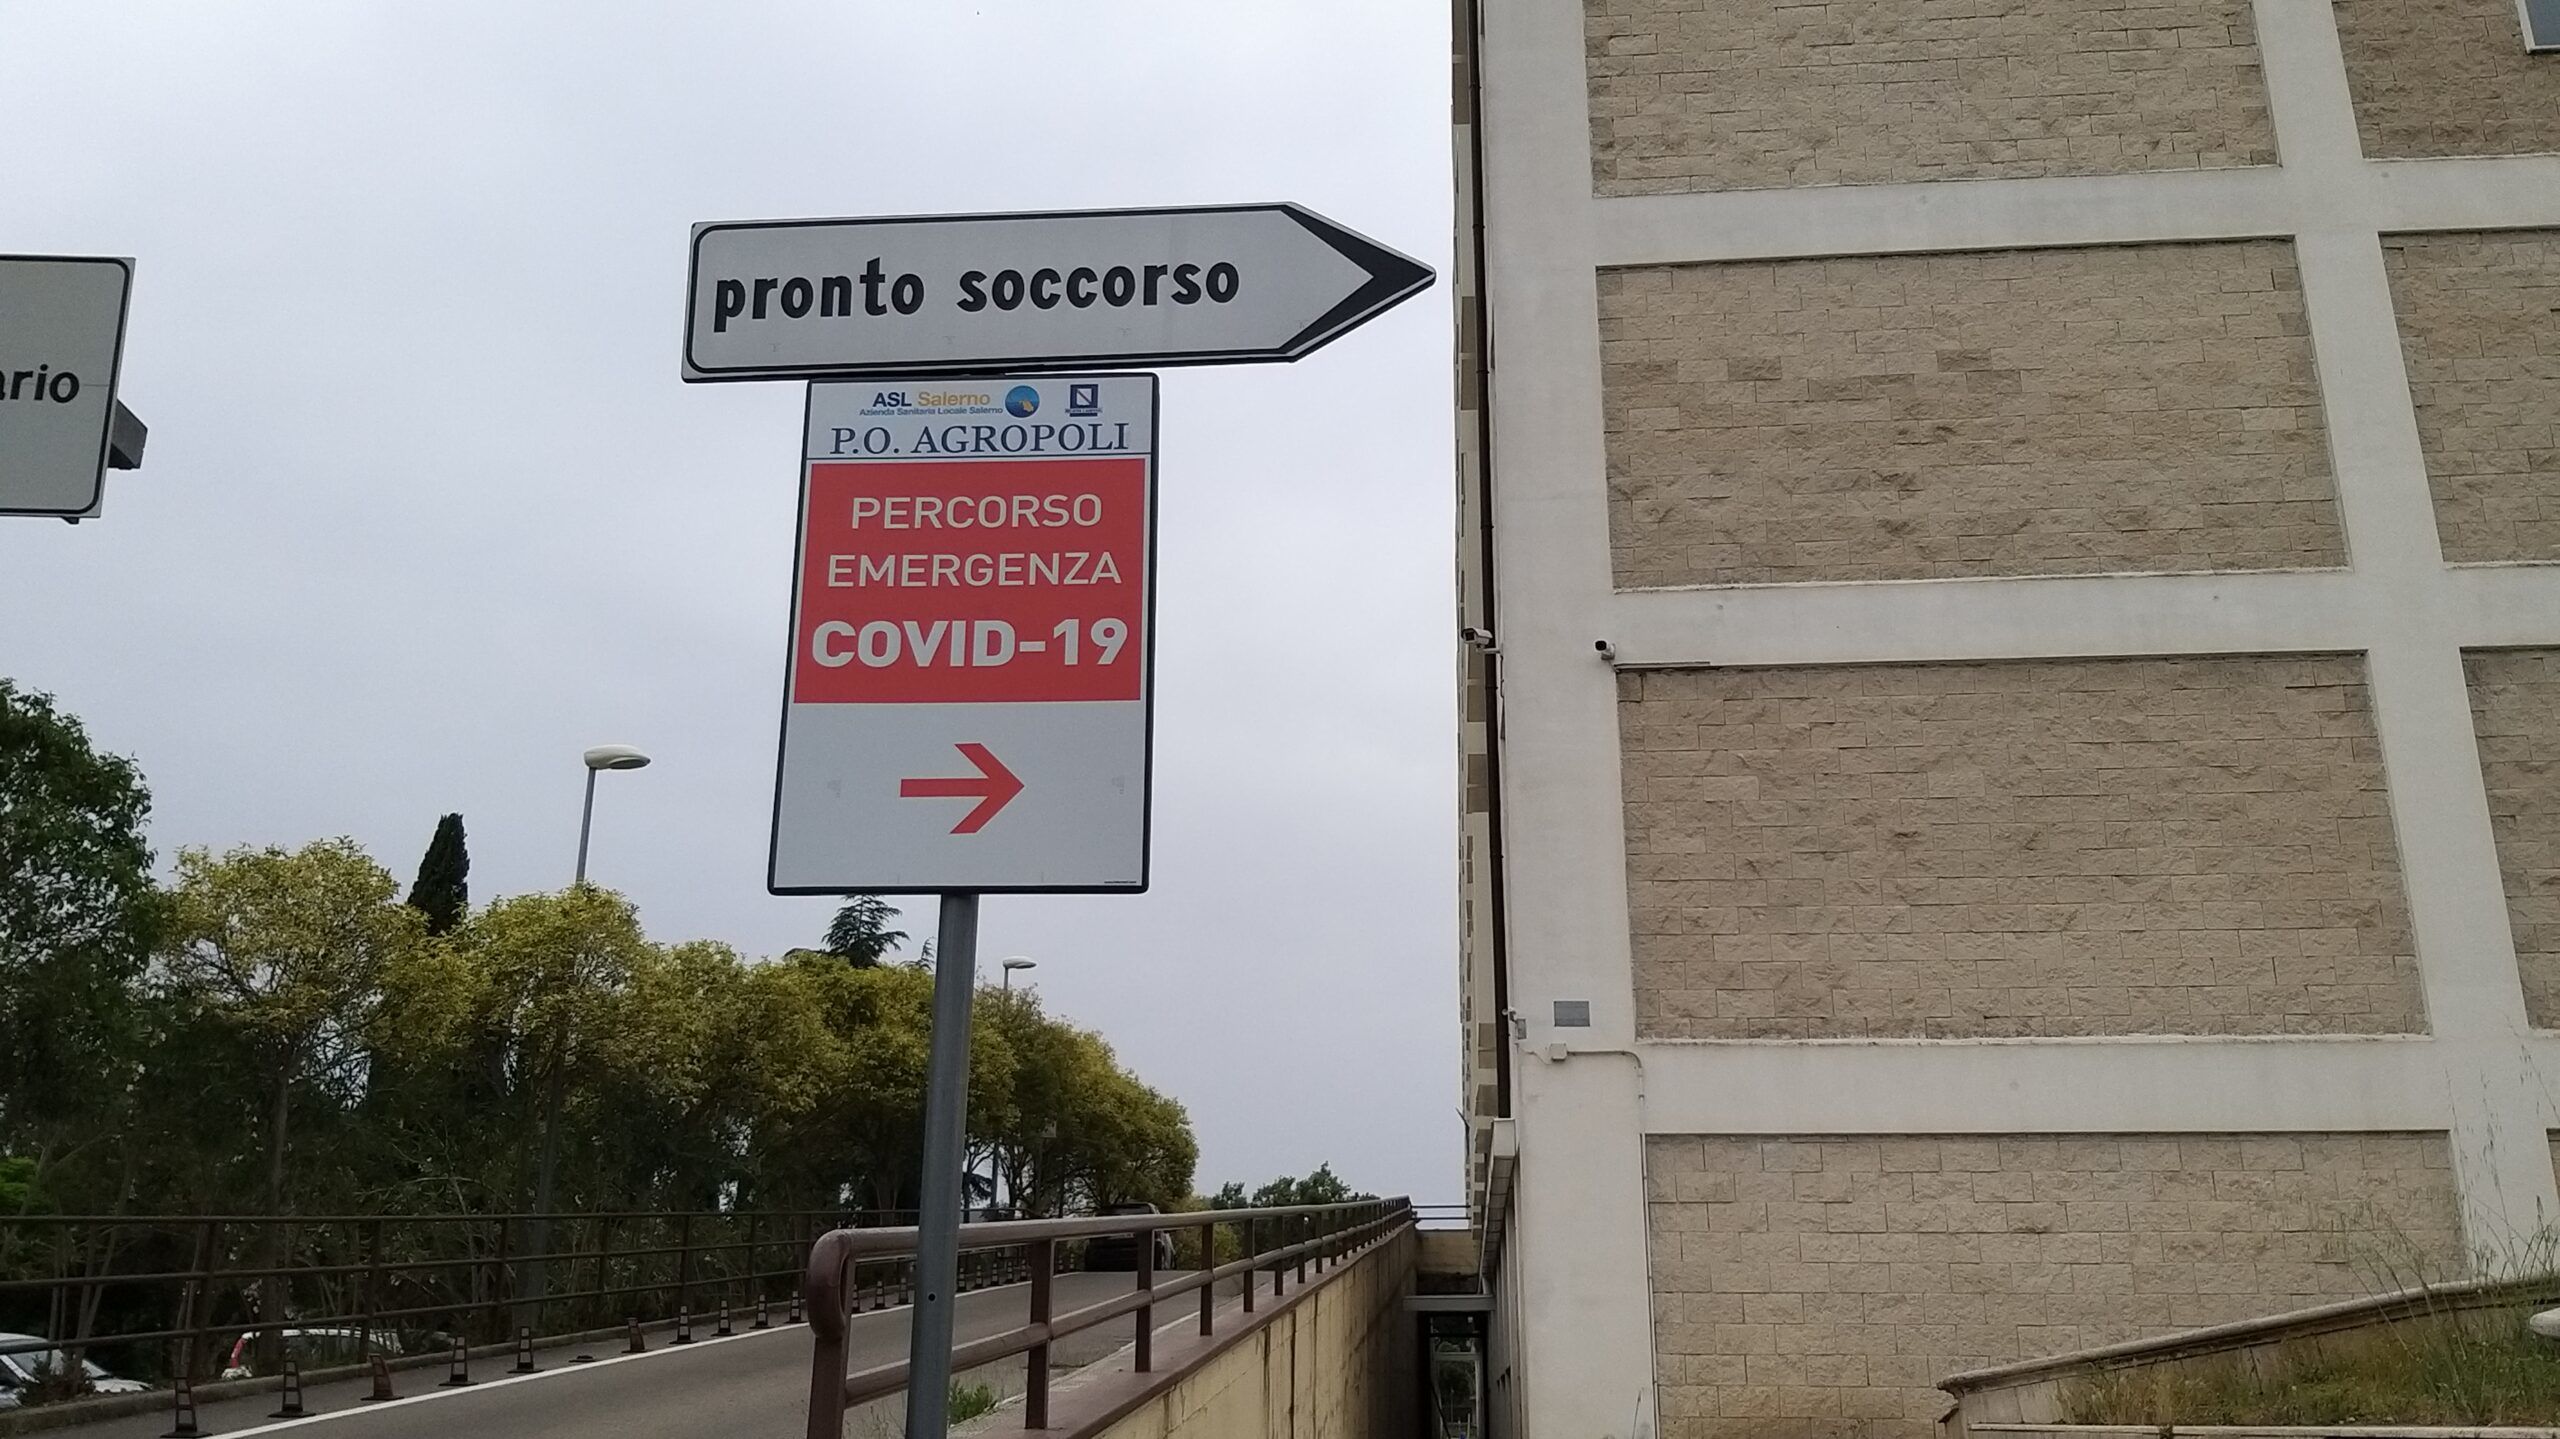 pronto soccorso
ario
ASL Salerno
Azienda Sanitaria Locale Salerno
P.O. AGROPOLI
PERCORSO
EMERGENZA
COVID-19